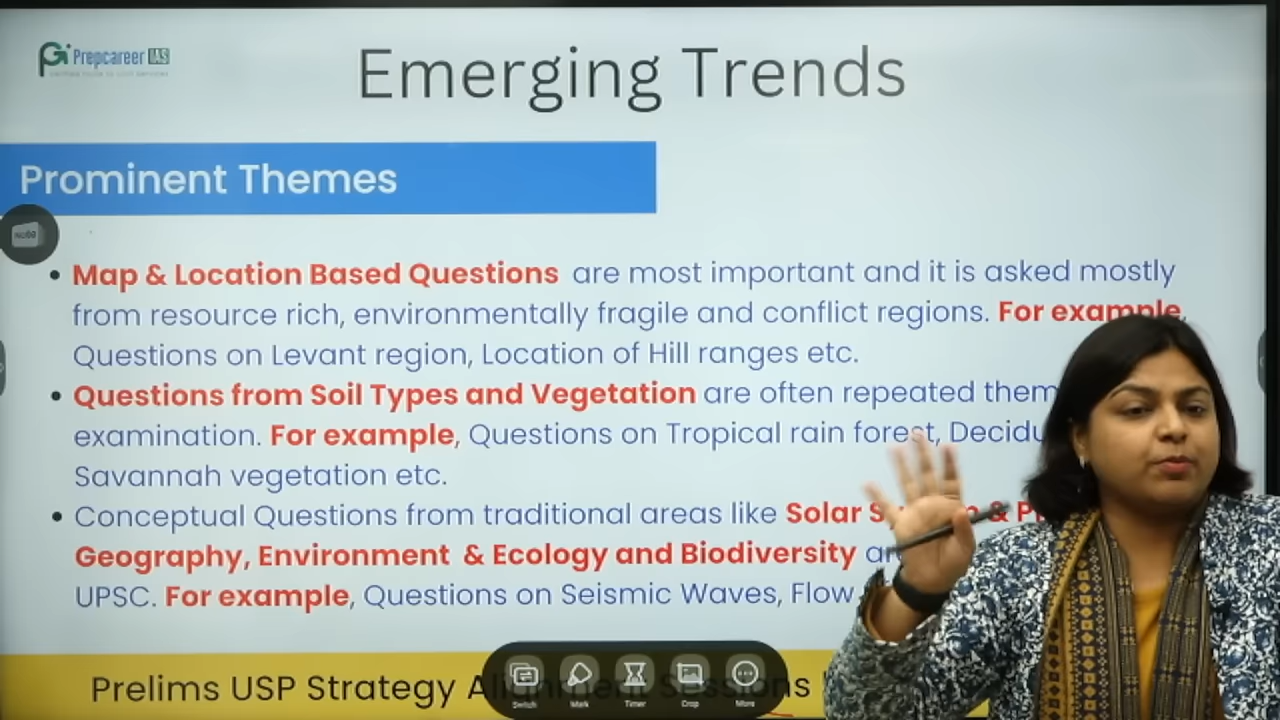 Prepcareer IAS
Emerging Trends
Prominent Themes
• Map & Location Based Questions are most important and it is asked mostly
from resource rich, environmentally fragile and conflict regions. For example,
Questions on Levant region, Location of Hill ranges etc.
• Questions from Soil Types and Vegetation are often repeated them
examination. For example, Questions on Tropical rain forest, Decidu
Savannah vegetation etc.
• Conceptual Questions from traditional areas like Solar S & P
Geography, Environment & Ecology and Biodiversity
UPSC. For example, Questions on Seismic Waves, Flow
Prelims USP Strategy Alignment Sessions
Switch Mark Timer Crop More